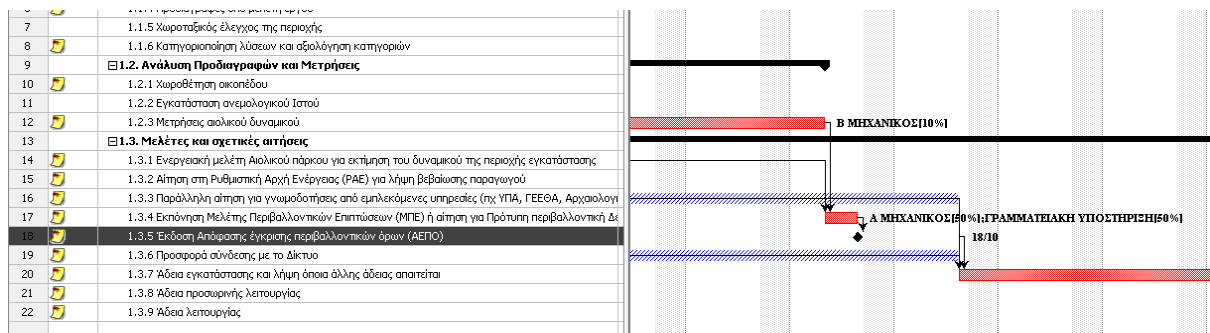 7 1.1.5 Χωροταξικός έλεγχος της περιοχής
8 1.1.6 Κατηγοριοποίηση λύσεων και αξιολόγηση κατηγοριών
9 1.2. Ανάλυση Προδιαγραφών και Μετρήσεις
10 1.2.1 Χωροθέτηση οικοπέδου
11 1.2.2 Εγκατάσταση ανεμολογικού Ιστού
12 1.2.3 Μετρήσεις αιολικού δυναμικού Β ΜΗΧΑΝΙΚΟΣ[10%]
13 1.3. Μελέτες και σχετικές αιτήσεις
14 1.3.1 Ενεργειακή μελέτη Αιολικού πάρκου για εκτίμηση του δυναμικού της περιοχής εγκατάστασης
15 1.3.2 Αίτηση στη Ρυθμιστική Αρχή Ενέργειας (ΡΑΕ) για λήψη βεβαίωσης παραγωγού
16 1.3.3 Παράλληλη αίτηση για γνωμοδοτήσεις από εμπλεκόμενες υπηρεσίες (πχ ΥΠΑ, ΓΕΕΘΑ, Αρχαιολογι
17 1.3.4 Εκπόνηση Μελέτης Περιβαλλοντικών Επιπτώσεων (ΜΠΕ) ή αίτηση για Πρότυπη περιβαλλοντική Δε Α ΜΗΧΑΝΙΚΟΣ[50%];ΓΡΑΜΜΑΤΕΙΑΚΗ ΥΠΟΣΤΗΡΙΞΗ[50%]
18 1.3.5 Έκδοση Απόφασης έγκρισης περιβαλλοντικών όρων (ΑΕΠΟ) 18/10
19 1.3.6 Προσφορά σύνδεσης με το Δίκτυο
20 1.3.7 Άδεια εγκατάστασης και λήψη όποια άλλης άδειας απαιτείται
21 1.3.8 Άδεια προσωρινής λειτουργίας
22 1.3.9 Άδεια λειτουργίας